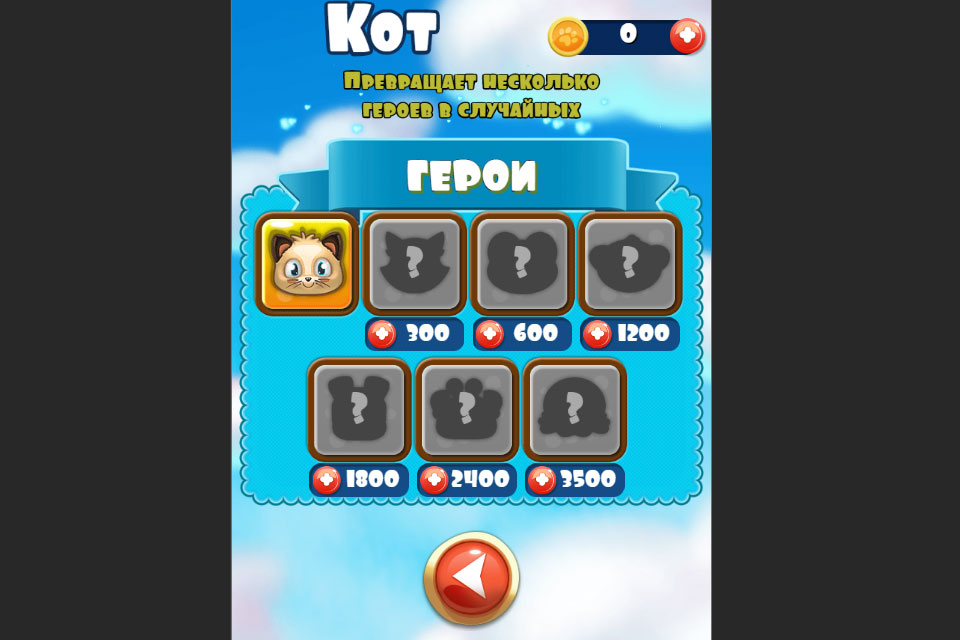 Кот
0
Превращает несколько
героев в случайных
ГЕРОИ
? ? ?
300 600 1200
? ? ?
1800 2400 3500